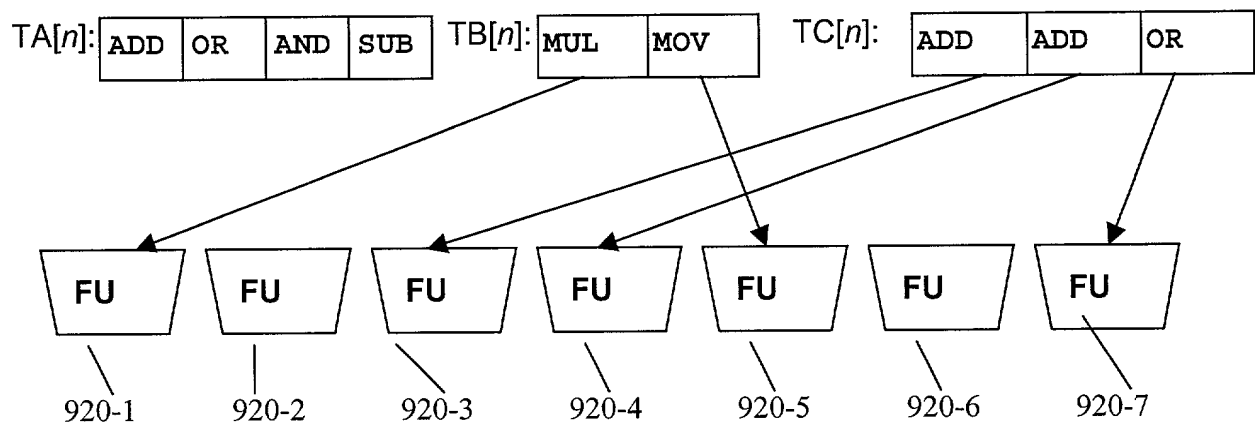 TA[n]: ADD OR AND SUB TB[n]: MUL MOV TC[n]: ADD ADD OR
FU FU FU FU FU FU FU
920-1 920-2 920-3 920-4 920-5 920-6 920-7